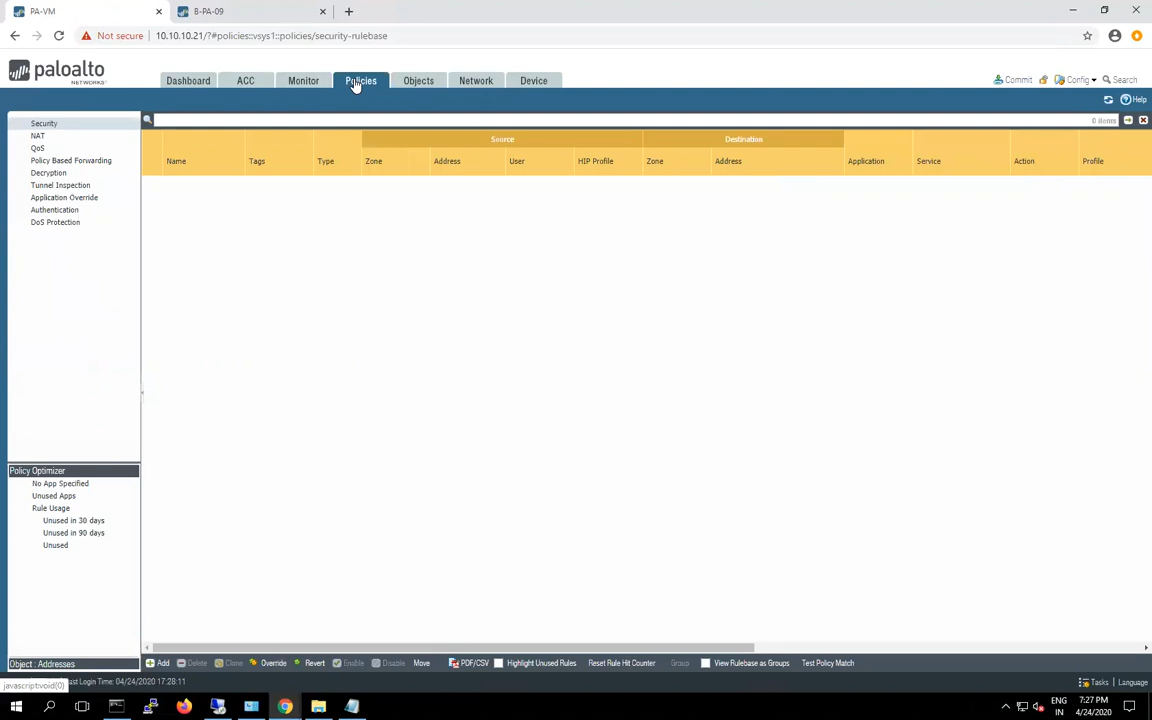 PA-VM
B-PA-09
Not secure
10.10.10.21/?#policies::vsys1::policies/security-rulebase
paloalto
NETWORKS
Dashboard
ACC
Monitor
Policies
Objects
Network
Device
Commit
Config
Search
Help
Security
NAT
QoS
Policy Based Forwarding
Decryption
Tunnel Inspection
Application Override
Authentication
DoS Protection
0 items
Source
Destination
Name
Tags
Type
Zone
Address
User
HIP Profile
Zone
Address
Application
Service
Action
Profile
Policy Optimizer
No App Specified
Unused Apps
Rule Usage
Unused in 30 days
Unused in 90 days
Unused
Object : Addresses
Add
Delete
Clone
Override
Revert
Enable
Disable
Move
PDF/CSV
Highlight Unused Rules
Reset Rule Hit Counter
Group
View Rulebase as Groups
Test Policy Match
javascript:void(0)
Last Login Time: 04/24/2020 17:28:11
Tasks
Language
ENG
IN
7:27 PM
4/24/2020